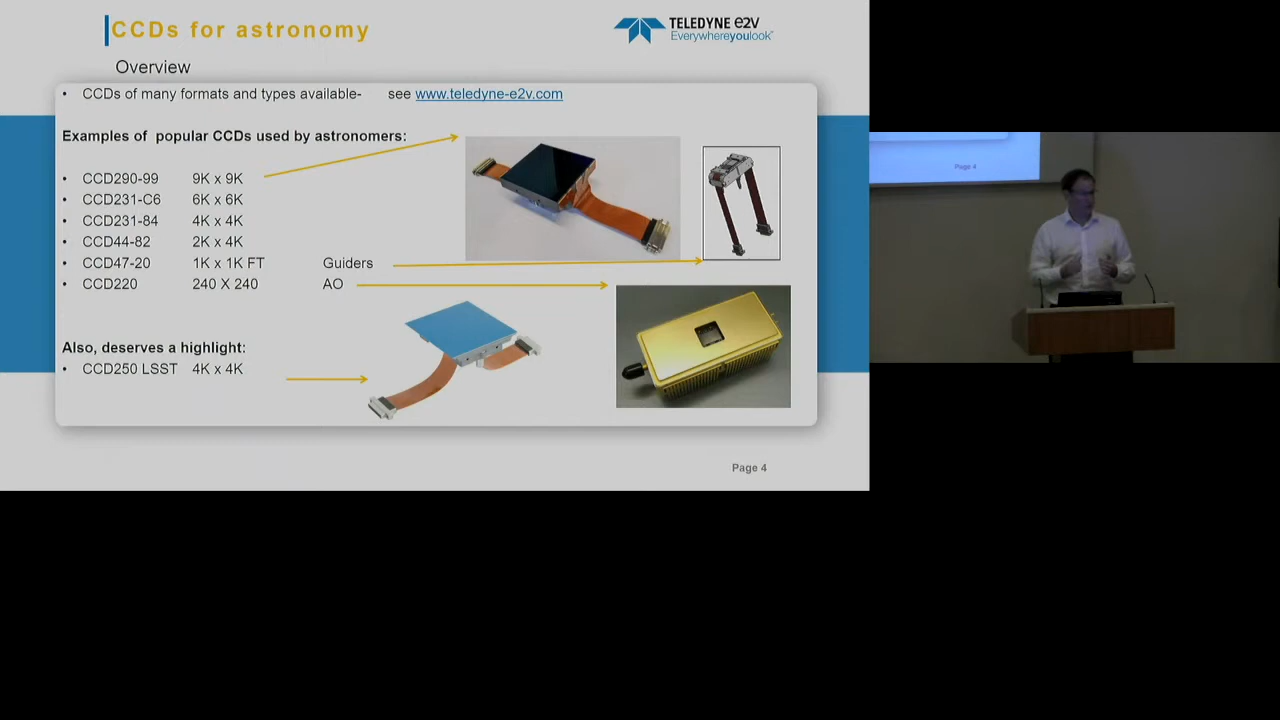 CCDs for astronomy
TELEDYNE e2v
Everywhereyoulook
Overview
• CCDs of many formats and types available- see www.teledyne-e2v.com
Examples of popular CCDs used by astronomers:
• CCD290-99 9K x 9K
• CCD231-C6 6K x 6K
• CCD231-84 4K x 4K
• CCD44-82 2K x 4K
• CCD47-20 1K x 1K FT Guiders
• CCD220 240 X 240 AO
Also, deserves a highlight:
• CCD250 LSST 4K x 4K
Page 4
Page 4